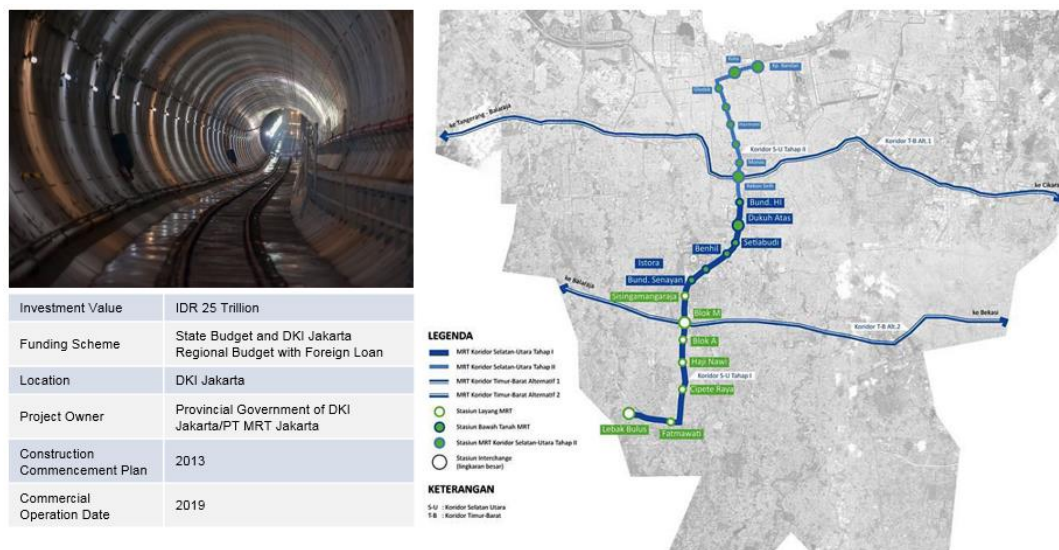 Investment Value
IDR 25 Trillion
Funding Scheme
State Budget and DKI Jakarta
Regional Budget with Foreign Loan
Location
DKI Jakarta
Project Owner
Provincial Government of DKI
Jakarta/PT MRT Jakarta
Construction
Commencement Plan
2013
Commercial
Operation Date
2019
ke Tangerang - Balaraja
Koridor S-U Tahap II
Koridor T-B Alt.1
ke Cikarang
Bund. HI
Dukuh Atas
Setiabudi
Benhil
Istora
Bund. Senayan
Sisingamangaraja
ke Balaraja
Blok M
ke Bekasi
Koridor T-B Alt.2
Blok A
Haji Nawi
Koridor S-U Tahap I
Cipete Raya
Lebak Bulus
Fatmawati
LEGENDA
MRT Koridor Selatan-Utara Tahap I
MRT Koridor Selatan-Utara Tahap II
MRT Koridor Timur-Barat Alternatif 1
MRT Koridor Timur-Barat Alternatif 2
Stasiun Layang MRT
Stasiun Bawah Tanah MRT
Stasiun MRT Koridor Selatan-Utara Tahap II
Stasiun Interchange
(lingkaran besar)
KETERANGAN
S-U : Koridor Selatan Utara
T-B : Koridor Timur-Barat